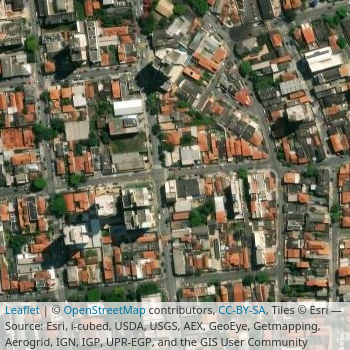 Leaflet | © OpenStreetMap contributors, CC-BY-SA, Tiles © Esri —
Source: Esri, i-cubed, USDA, USGS, AEX, GeoEye, Getmapping,
Aerogrid, IGN, IGP, UPR-EGP, and the GIS User Community